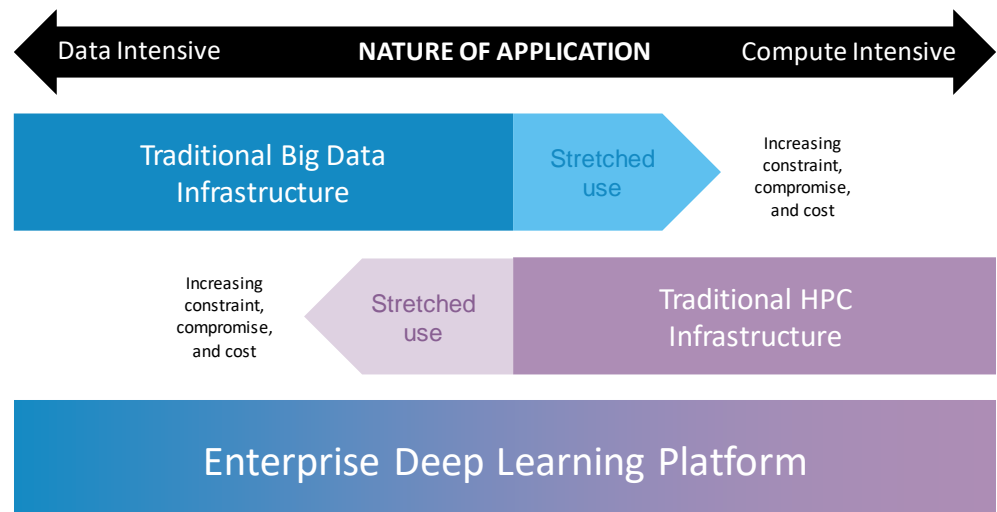 Data Intensive NATURE OF APPLICATION Compute Intensive
Traditional Big Data
Infrastructure
Stretched
use
Increasing
constraint,
compromise,
and cost
Increasing
constraint,
compromise,
and cost
Stretched
use
Traditional HPC
Infrastructure
Enterprise Deep Learning Platform